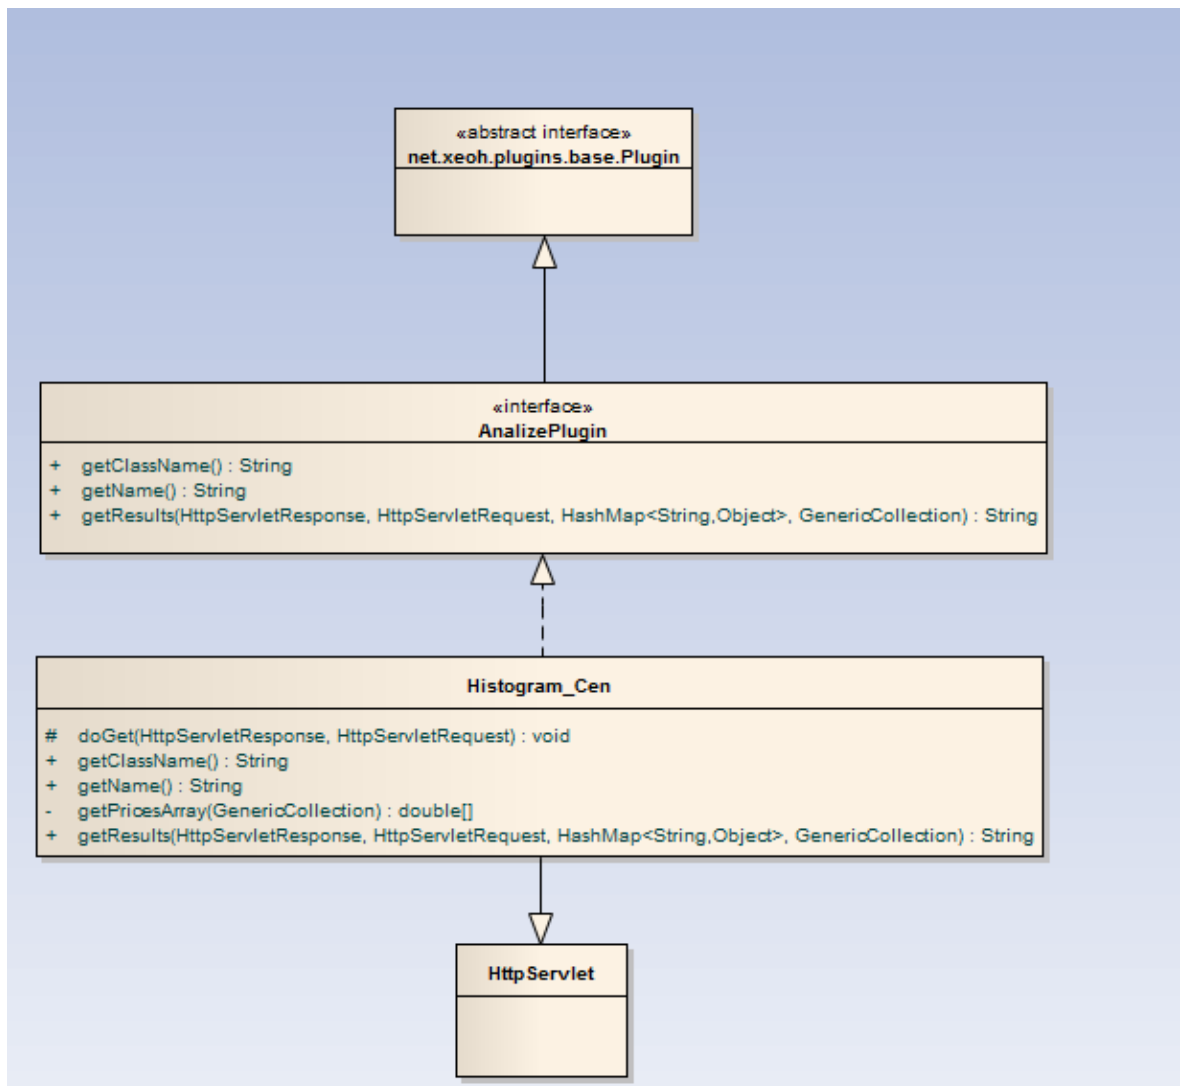 «abstract interface»
net.xeoh.plugins.base.Plugin
«interface»
AnalizePlugin
+ getClassName() : String
+ getName() : String
+ getResults(HttpServletResponse, HttpServletRequest, HashMap<String,Object>, GenericCollection) : String
Histogram_Cen
# doGet(HttpServletResponse, HttpServletRequest) : void
+ getClassName() : String
+ getName() : String
- getPricesArray(GenericCollection) : double[]
+ getResults(HttpServletResponse, HttpServletRequest, HashMap<String,Object>, GenericCollection) : String
HttpServlet